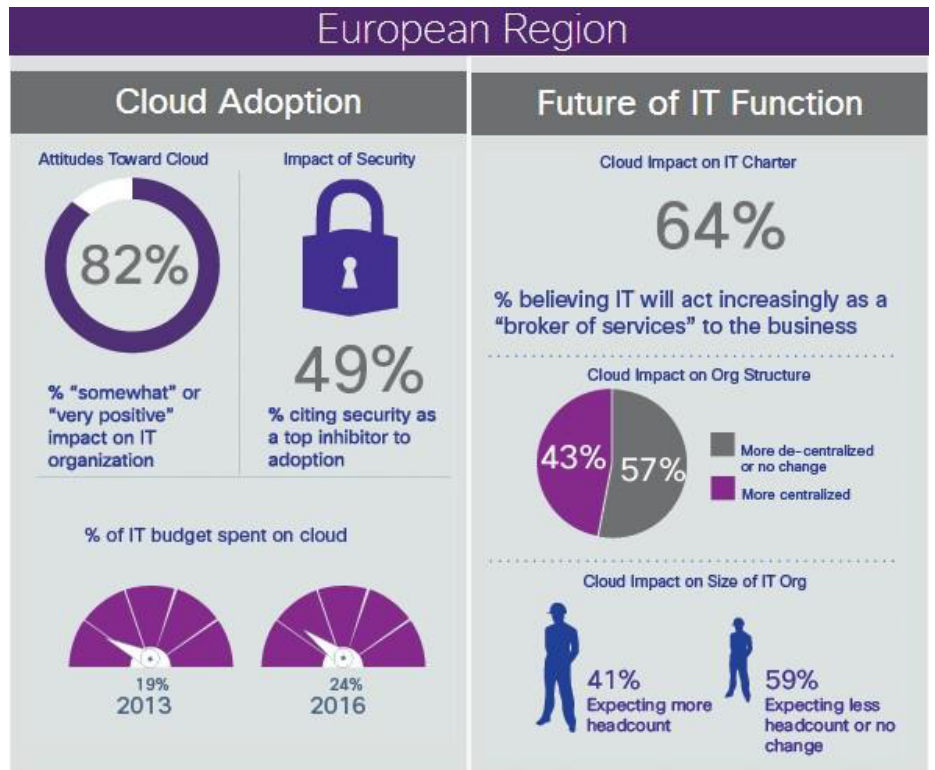 European Region
Cloud Adoption
Attitudes Toward Cloud
82%
% "somewhat" or
"very positive"
impact on IT
organization
Impact of Security
49%
% citing security as
a top inhibitor to
adoption
% of IT budget spent on cloud
19%
2013
24%
2016
Future of IT Function
Cloud Impact on IT Charter
64%
% believing IT will act increasingly as a
"broker of services" to the business
Cloud Impact on Org Structure
43%
57%
More de-centralized
or no change
More centralized
Cloud Impact on Size of IT Org
41%
Expecting more
headcount
59%
Expecting less
headcount or no
change